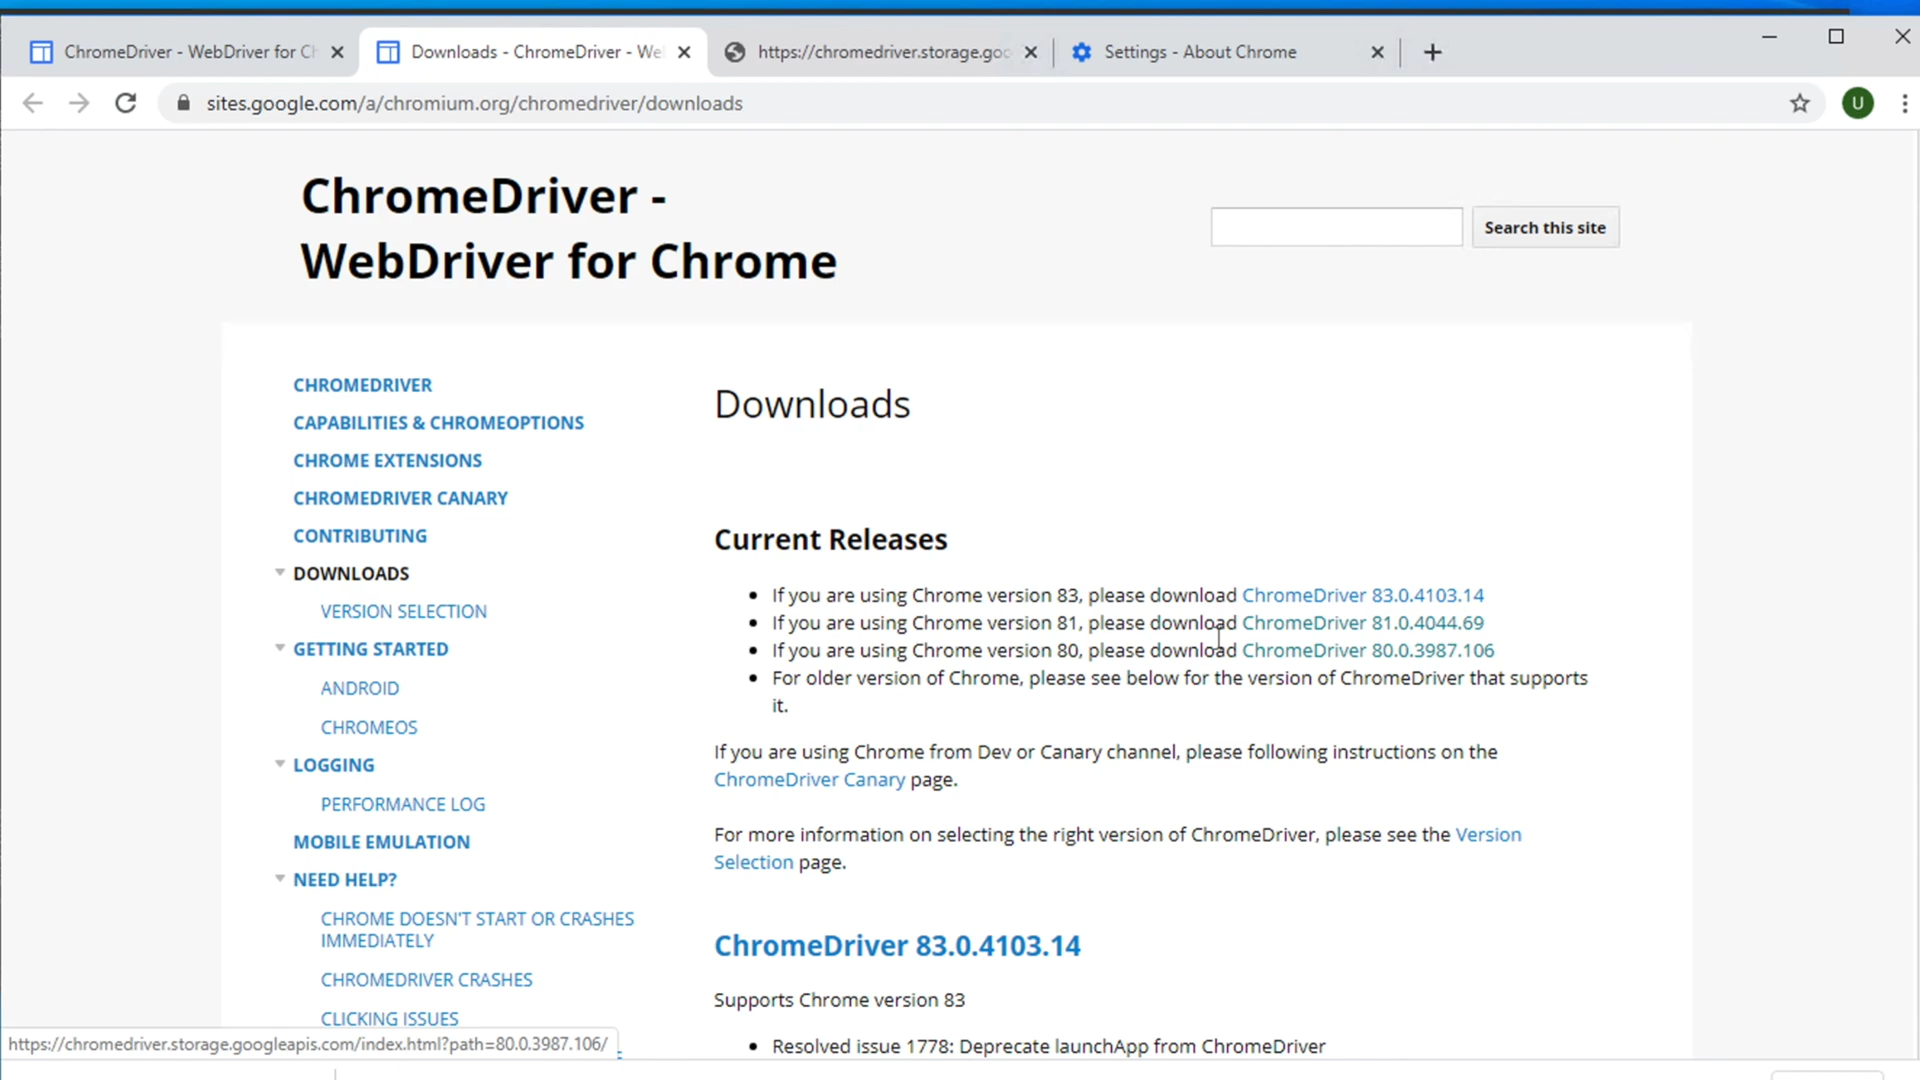 ChromeDriver - WebDriver for Ch
Downloads - ChromeDriver - We
https://chromedriver.storage.goo
Settings - About Chrome
sites.google.com/a/chromium.org/chromedriver/downloads
U
ChromeDriver -
WebDriver for Chrome
Search this site
CHROMEDRIVER
CAPABILITIES & CHROMEOPTIONS
CHROME EXTENSIONS
CHROMEDRIVER CANARY
CONTRIBUTING
DOWNLOADS
VERSION SELECTION
GETTING STARTED
ANDROID
CHROMEOS
LOGGING
PERFORMANCE LOG
MOBILE EMULATION
NEED HELP?
CHROME DOESN'T START OR CRASHES
IMMEDIATELY
CHROMEDRIVER CRASHES
CLICKING ISSUES
Downloads
Current Releases
If you are using Chrome version 83, please download ChromeDriver 83.0.4103.14
If you are using Chrome version 81, please download ChromeDriver 81.0.4044.69
If you are using Chrome version 80, please download ChromeDriver 80.0.3987.106
For older version of Chrome, please see below for the version of ChromeDriver that supports
it.
If you are using Chrome from Dev or Canary channel, please following instructions on the
ChromeDriver Canary page.
For more information on selecting the right version of ChromeDriver, please see the Version
Selection page.
ChromeDriver 83.0.4103.14
Supports Chrome version 83
Resolved issue 1778: Deprecate launchApp from ChromeDriver
https://chromedriver.storage.googleapis.com/index.html?path=80.0.3987.106/